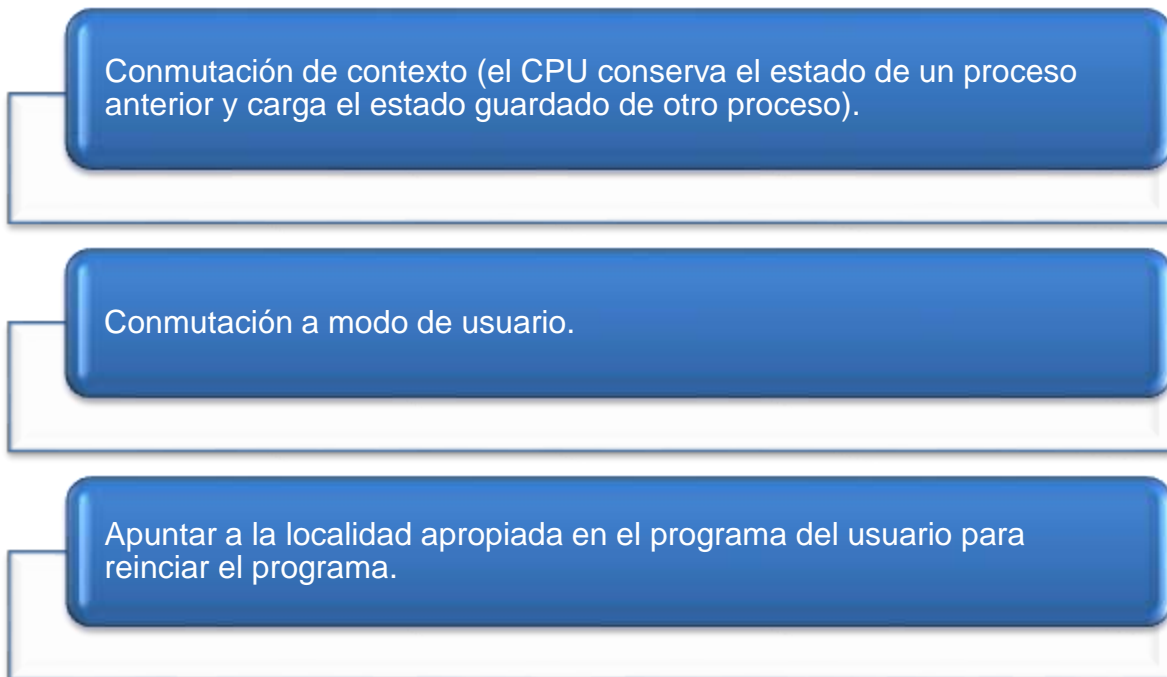 Conmutación de contexto (el CPU conserva el estado de un proceso
anterior y carga el estado guardado de otro proceso).
Conmutación a modo de usuario.
Apuntar a la localidad apropiada en el programa del usuario para
reinciar el programa.